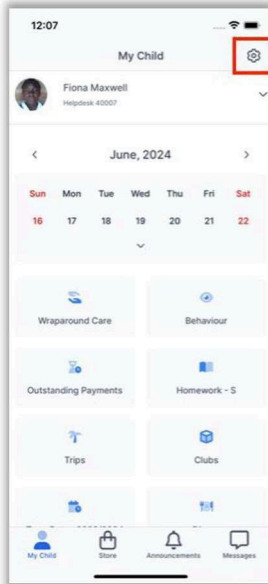 12:07
My Child
Fiona Maxwell
Helpdesk 40007
June, 2024
Sun Mon Tue Wed Thu Fri Sat
16 17 18 19 20 21 22
Wraparound Care Behaviour
Outstanding Payments Homework - S
Trips Clubs
My Child Store Announcements Messages